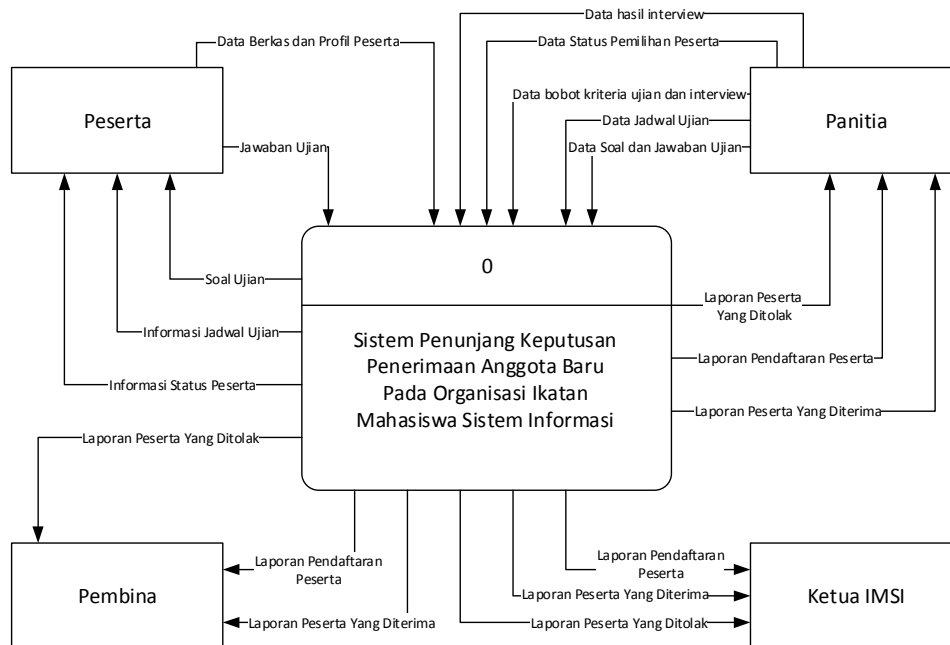 Data hasil interview
Data Berkas dan Profil Peserta
Data Status Pemilihan Peserta
Peserta
Data bobot kriteria ujian dan interview
Panitia
Data Jadwal Ujian
Jawaban Ujian
Data Soal dan Jawaban Ujian
0
Soal Ujian
Laporan Peserta
Yang Ditolak
Informasi Jadwal Ujian
Sistem Penunjang Keputusan
Penerimaan Anggota Baru
Pada Organisasi Ikatan
Mahasiswa Sistem Informasi
Laporan Pendaftaran Peserta
Informasi Status Peserta
Laporan Peserta Yang Diterima
Laporan Peserta Yang Ditolak
Laporan Pendaftaran
Peserta
Laporan Pendaftaran
Peserta
Pembina
Laporan Peserta Yang Diterima
Ketua IMSI
Laporan Peserta Yang Diterima
Laporan Peserta Yang Ditolak